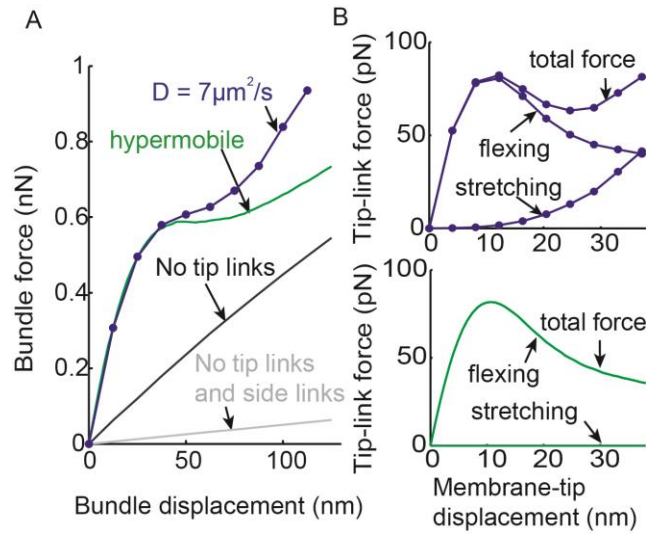 A
Bundle force (nN)
1
0.8
0.6
0.4
0.2
0
D = 7μm²/s
hypermobile
No tip links
No tip links
and side links
0
50
100
Bundle displacement (nm)
B
Tip-link force (pN)
100
50
0
total force
flexing
stretching
0
10
20
30
Tip-link force (pN)
100
50
0
total force
flexing
stretching
0
10
20
30
Membrane-tip
displacement (nm)